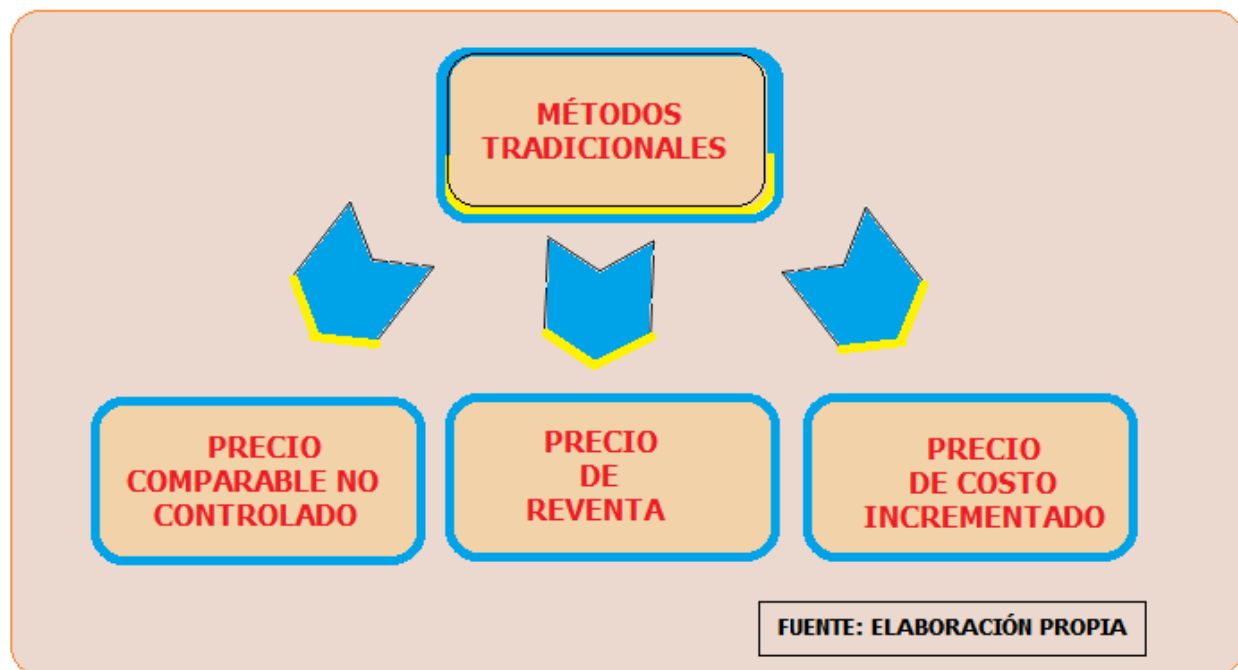 MÉTODOS
TRADICIONALES
PRECIO
COMPARABLE NO
CONTROLADO
PRECIO
DE
REVENTA
PRECIO
DE COSTO
INCREMENTADO
FUENTE: ELABORACIÓN PROPIA